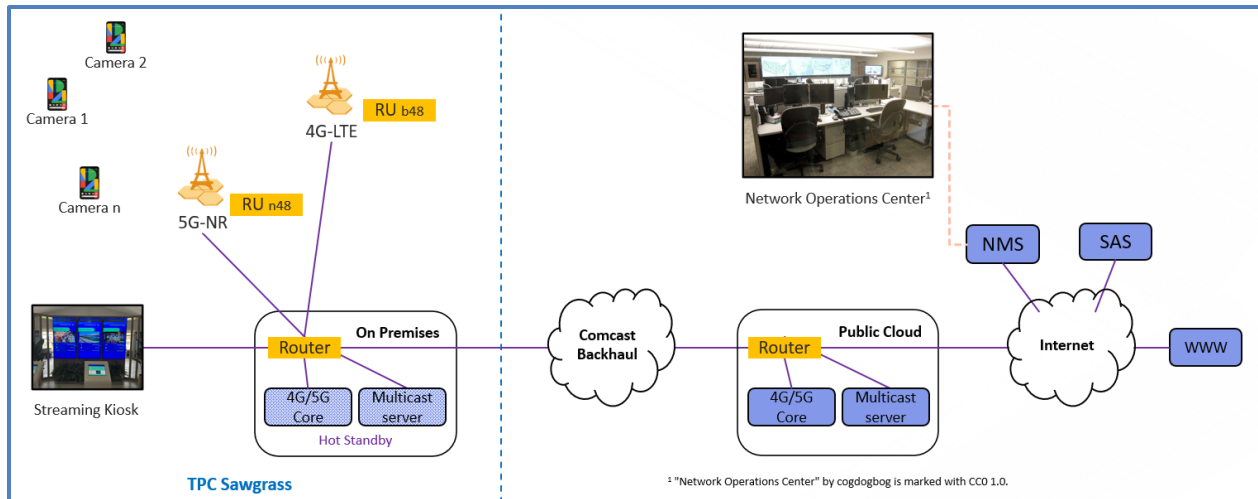 Camera 2
Camera 1
Camera n
4G-LTE
RU b48
5G-NR
RU n48
Streaming Kiosk
On Premises
Router
4G/5G
Core
Multicast
server
Hot Standby
TPC Sawgrass
Comcast
Backhaul
Public Cloud
Router
4G/5G
Core
Multicast
server
Network Operations Center¹
NMS
SAS
Internet
WWW
¹ "Network Operations Center" by cogdogbog is marked with CC0 1.0.